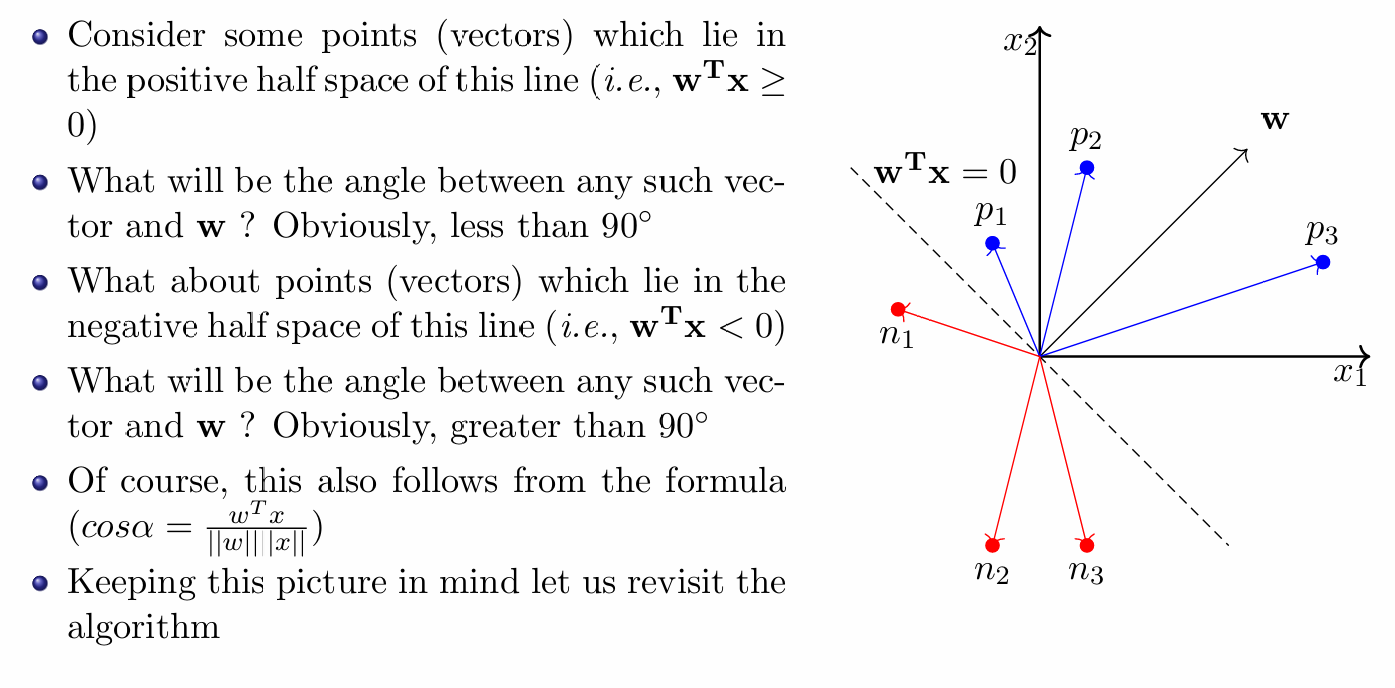 Consider some points (vectors) which lie in
the positive half space of this line (i.e., wᵀx ≥
0)
What will be the angle between any such vec-
tor and w ? Obviously, less than 90°
What about points (vectors) which lie in the
negative half space of this line (i.e., wᵀx < 0)
What will be the angle between any such vec-
tor and w ? Obviously, greater than 90°
Of course, this also follows from the formula
(cosα = wᵀx / ||w||||x||)
Keeping this picture in mind let us revisit the
algorithm
x₂
w
p₂
wᵀx = 0
p₁
p₃
n₁
x₁
n₂
n₃